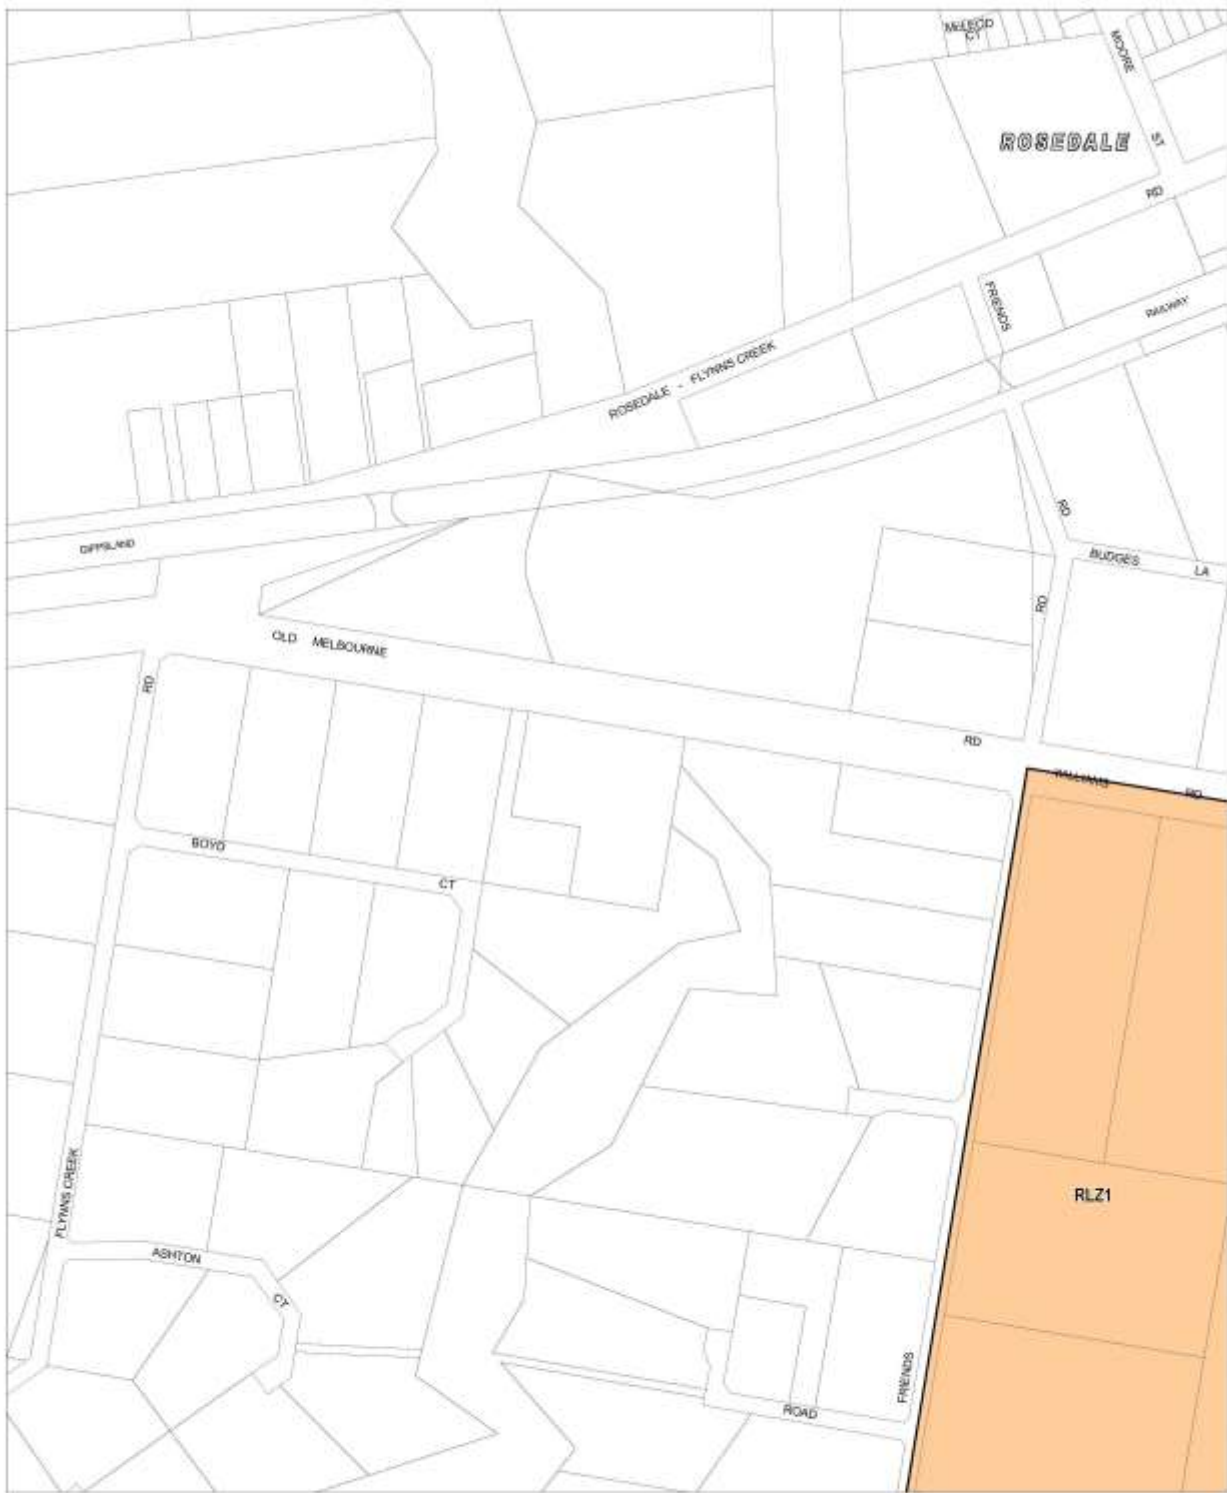 McLEOD
CT
MOORE
ST
ROSEDALE
RD
FRIENDS
RAILWAY
ROSEDALE - FLYNNS CREEK
GIPPSLAND
RD
BUDGES LA
RD
OLD MELBOURNE RD
RD
WILLIAMS RD
BOYD CT
FLYNNS CREEK
RLZ1
ASHTON
CT
FRIENDS
ROAD